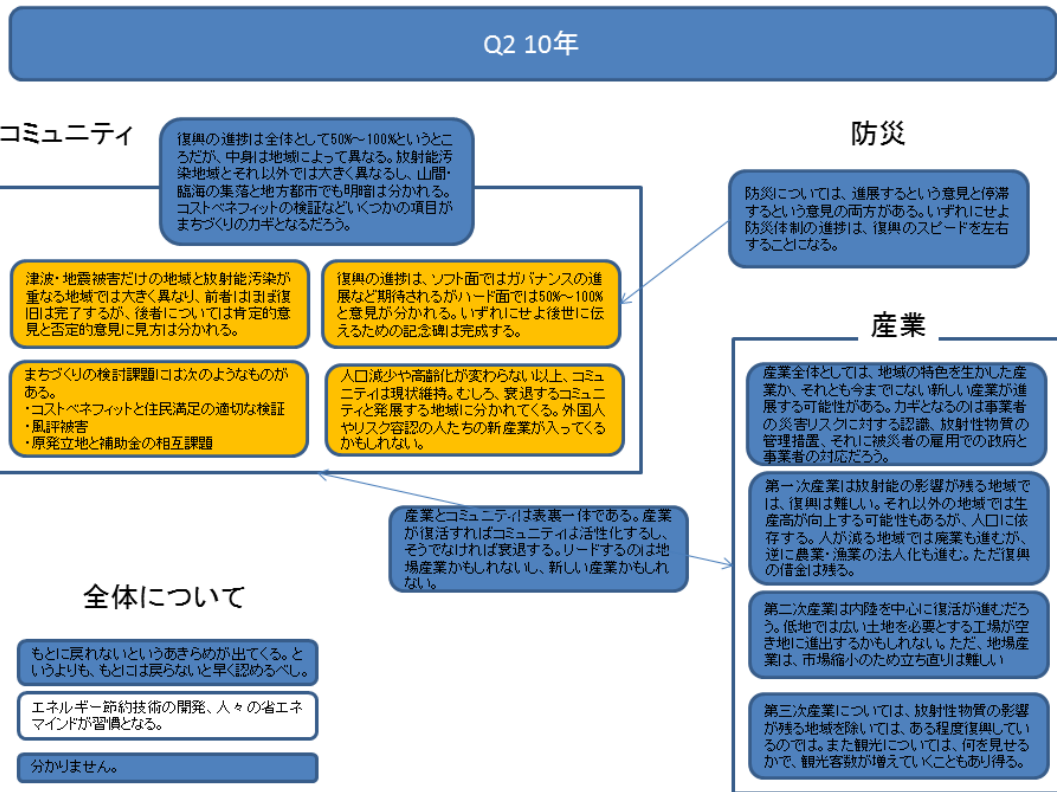 Q2 10年
コミュニティ
復興の進捗は全体として50%～100%というとこ
ろだが、中身は地域によって異なる。放射能汚
染地域とそれ以外では大きく異なるし、山間・
臨海の集落と地方都市でも明暗は分かれる。
コストベネフィットの検証などいくつかの項目が
まちづくりのカギとなるだろう。
津波・地震被害だけの地域と放射能汚染が
重なる地域では大きく異なり、前者はほぼ復
旧は完了するが、後者については肯定的意
見と否定的意見に見方は分かれる。
復興の進捗は、ソフト面ではガバナンスの進
展など期待されるがハード面では50%～100%
と意見が分かれる。いずれにせよ後世に伝
えるための記念碑は完成する。
まちづくりの検討課題には次のようなものが
ある。
・コストベネフィットと住民満足の適切な検証
・風評被害
・原発立地と補助金の相互課題
人口減少や高齢化が変わらない以上、コミュ
ニティは現状維持。むしろ、衰退するコミュニ
ティと発展する地域に分かれてくる。外国人
やリスク容認の人たちの新産業が入ってくる
かもしれない。
防災
防災については、進展するという意見と停滞
するという意見の両方がある。いずれにせよ
防災体制の進捗は、復興のスピードを左右
することになる。
産業
産業全体としては、地域の特色を生かした産
業か、それとも今までにない新しい産業が進
展する可能性がある。カギとなるのは事業者
の災害リスクに対する認識、放射性物質の
管理措置、それに被災者の雇用での政府と
事業者の対応だろう。
第一次産業は放射能の影響が残る地域で
は、復興は難しい。それ以外の地域では生
産高が向上する可能性もあるが、人口に依
存する。人が減る地域では廃業も進むが、
逆に農業・漁業の法人化も進む。ただ復興
の借金は残る。
第二次産業は内陸を中心に復活が進むだろ
う。低地では広い土地を必要とする工場が空
き地に進出するかもしれない。ただ、地場産
業は、市場縮小のため立ち直りは難しい
第三次産業については、放射性物質の影響
が残る地域を除いては、ある程度復興してい
るのでは。また観光については、何を見せる
かで、観光客数が増えていくこともあり得る。
産業とコミュニティは表裏一体である。産業
が復活すればコミュニティは活性化するし、
そうでなければ衰退する。リードするのは地
場産業かもしれないし、新しい産業かもしれ
ない。
全体について
もとに戻れないというあきらめが出てくる。と
いうよりも、もとには戻らないと早く認めるべし。
エネルギー節約技術の開発、人々の省エネ
マインドが習慣となる。
分かりません。